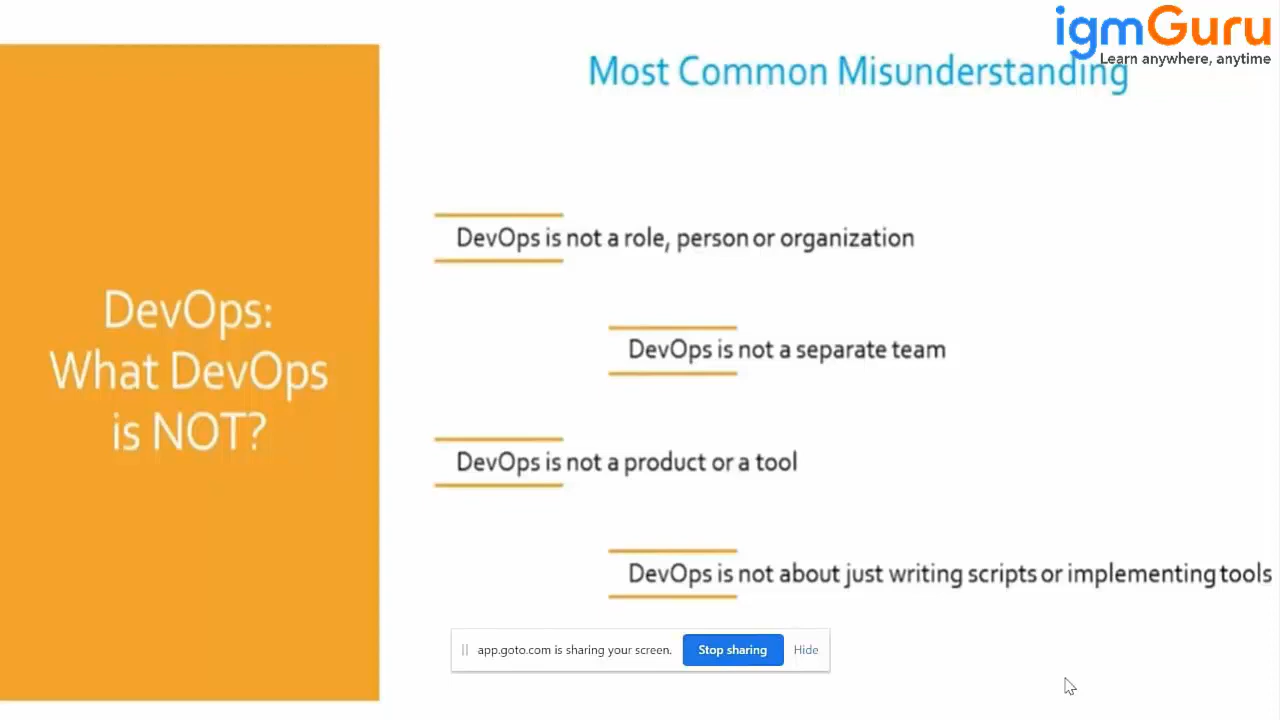 igmGuru
Learn anywhere, anytime
Most Common Misunderstanding
DevOps:
What DevOps
is NOT?
DevOps is not a role, person or organization
DevOps is not a separate team
DevOps is not a product or a tool
DevOps is not about just writing scripts or implementing tools
app.goto.com is sharing your screen.
Stop sharing
Hide